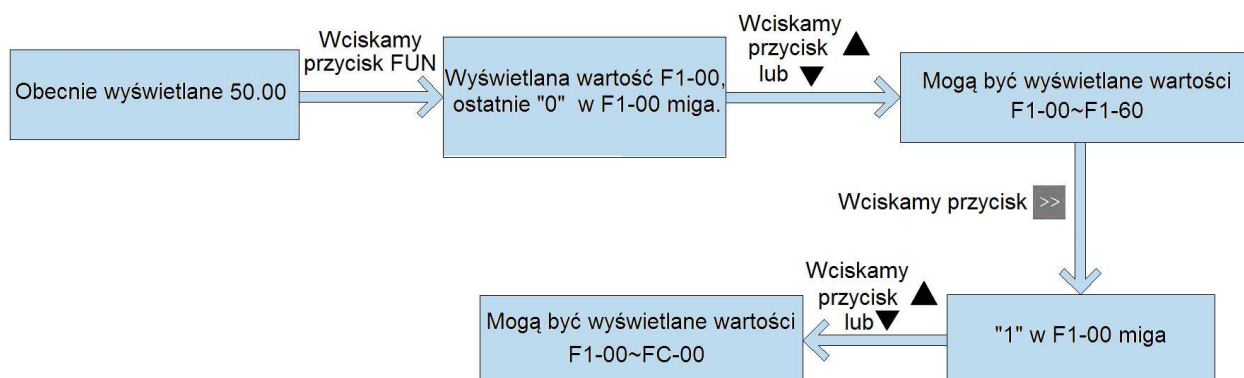 Obecnie wyświetlane 50.00
Wciskamy
przycisk FUN
Wyświetlana wartość F1-00,
ostatnie "0" w F1-00 miga.
Wciskamy
przycisk ▲
lub ▼
Mogą być wyświetlane wartości
F1-00~F1-60
Wciskamy przycisk >>
"1" w F1-00 miga
Wciskamy
przycisk ▲
lub ▼
Mogą być wyświetlane wartości
F1-00~FC-00